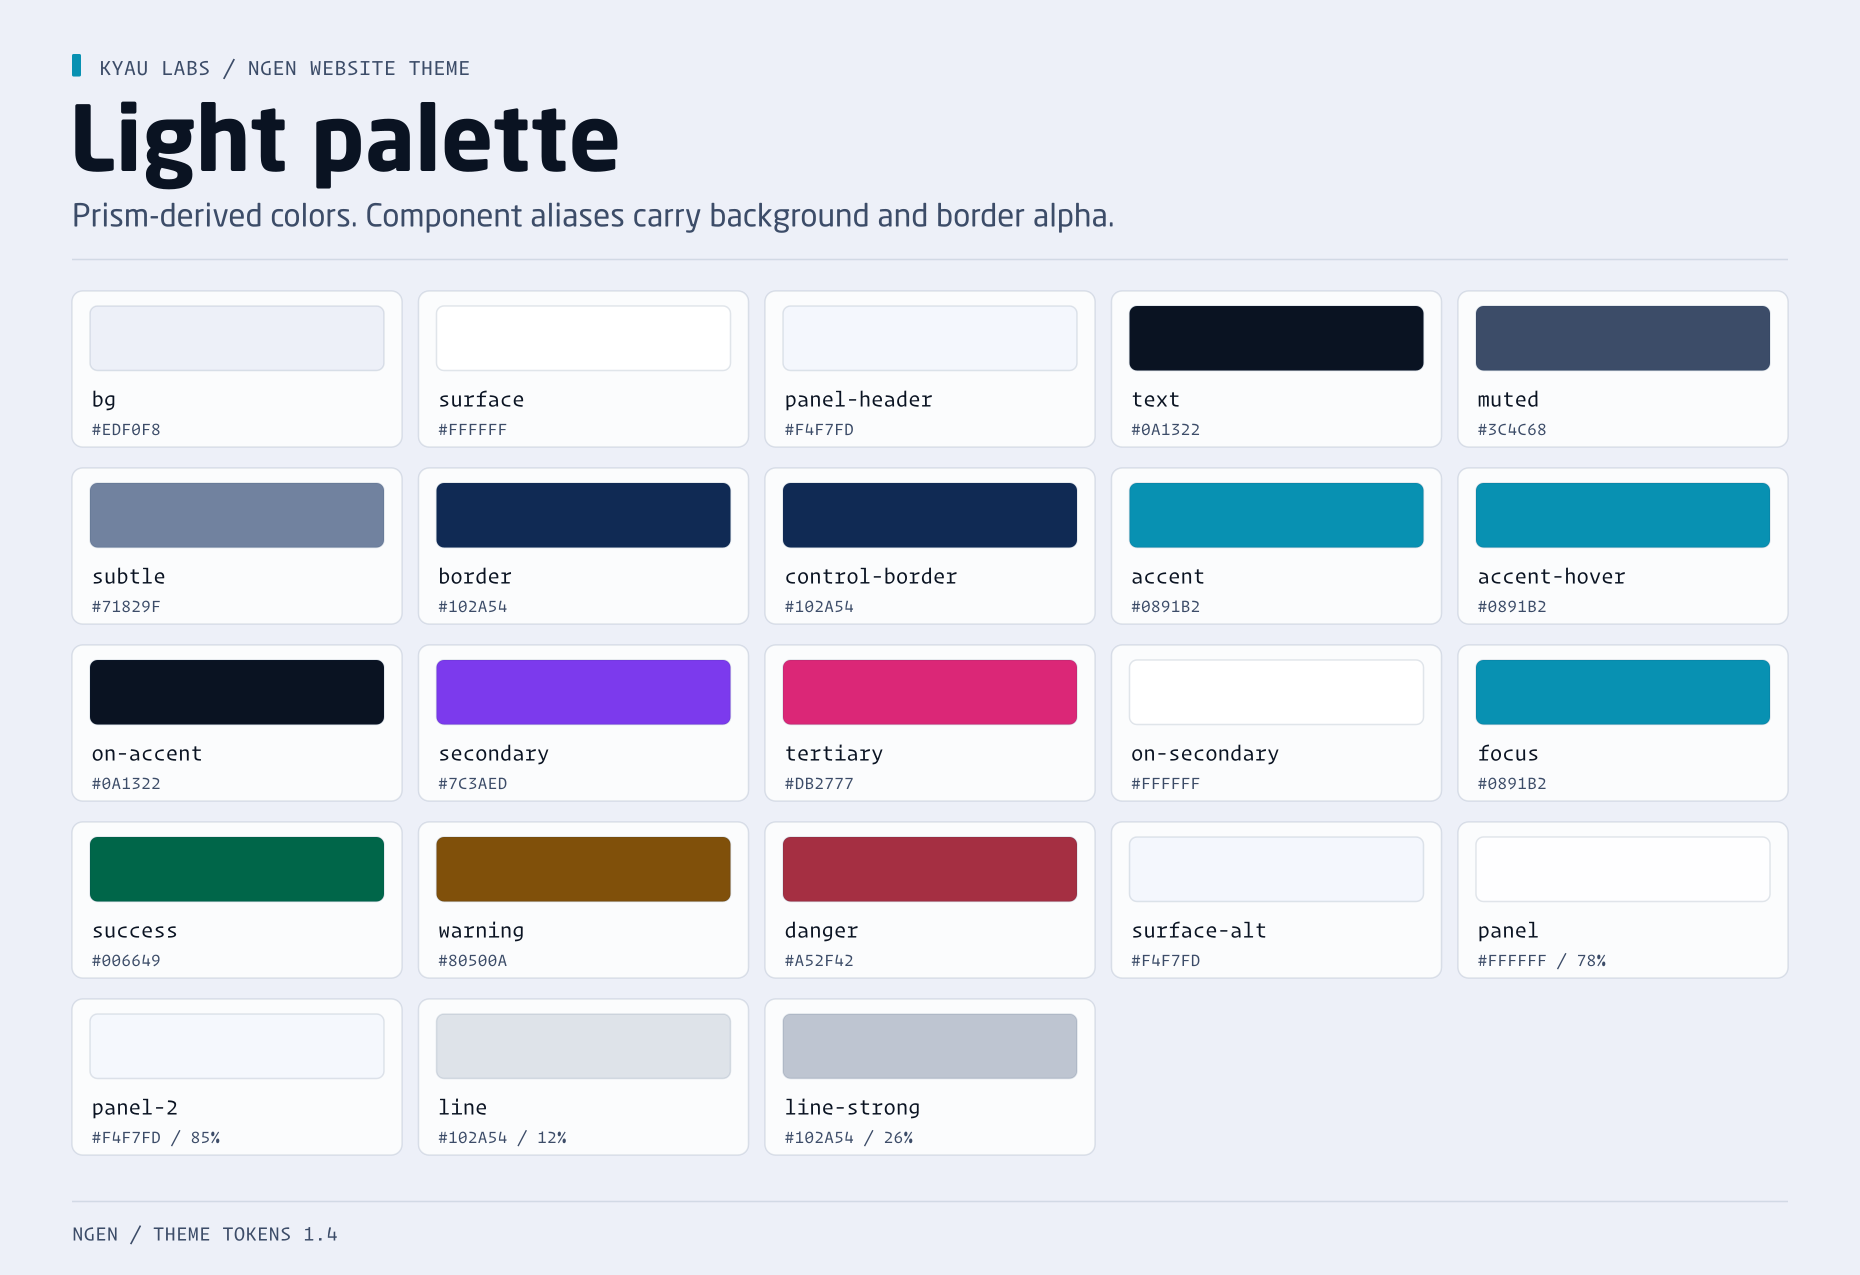 KYAU LABS / NGEN WEBSITE THEME
Light palette
Prism-derived colors. Component aliases carry background and border alpha.
bg
#EDF0F8
surface
#FFFFFF
panel-header
#F4F7FD
text
#0A1322
muted
#3C4C68
subtle
#71829F
border
#102A54
control-border
#102A54
accent
#0891B2
accent-hover
#0891B2
on-accent
#0A1322
secondary
#7C3AED
tertiary
#DB2777
on-secondary
#FFFFFF
focus
#0891B2
success
#006649
warning
#80500A
danger
#A52F42
surface-alt
#F4F7FD
panel
#FFFFFF / 78%
panel-2
#F4F7FD / 85%
line
#102A54 / 12%
line-strong
#102A54 / 26%
NGEN / THEME TOKENS 1.4